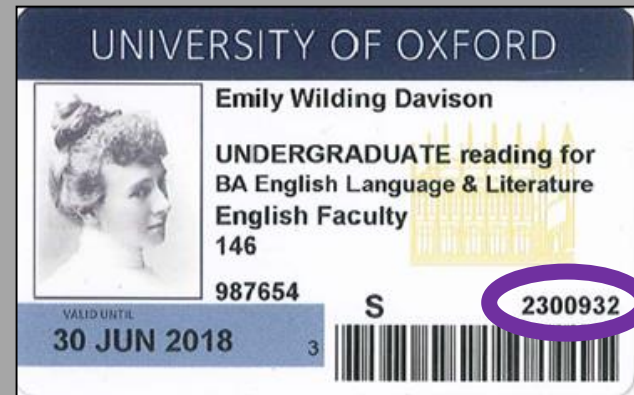 UNIVERSITY OF OXFORD
Emily Wilding Davison
UNDERGRADUATE reading for
BA English Language & Literature
English Faculty
146
987654
S
2300932
VALID UNTIL
30 JUN 2018
3